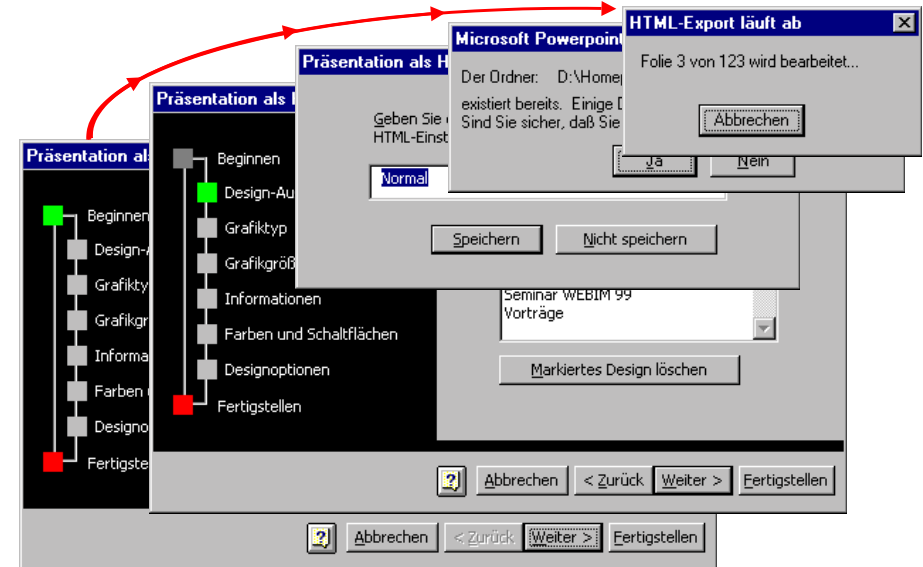 HTML-Export läuft ab
Folie 3 von 123 wird bearbeitet...
Abbrechen
Microsoft Powerpoint
Der Ordner: D:\Home
existiert bereits. Einige
Sind Sie sicher, daß Sie
Ja
Nein
Präsentation als
Geben Sie
HTML-Einst
Normal
Speichern
Nicht speichern
Präsentation als
Beginnen
Design-Au
Grafiktyp
Grafikgröß
Informationen
Farben und Schaltflächen
Designoptionen
Fertigstellen
Seminar WEBIM 99
Vorträge
Markiertes Design löschen
Abbrechen
< Zurück
Weiter >
Fertigstellen
Präsentation al
Beginnen
Design-
Grafikty
Grafikgr
Informa
Farben
Designo
Fertigste
Abbrechen
< Zurück
Weiter >
Fertigstellen